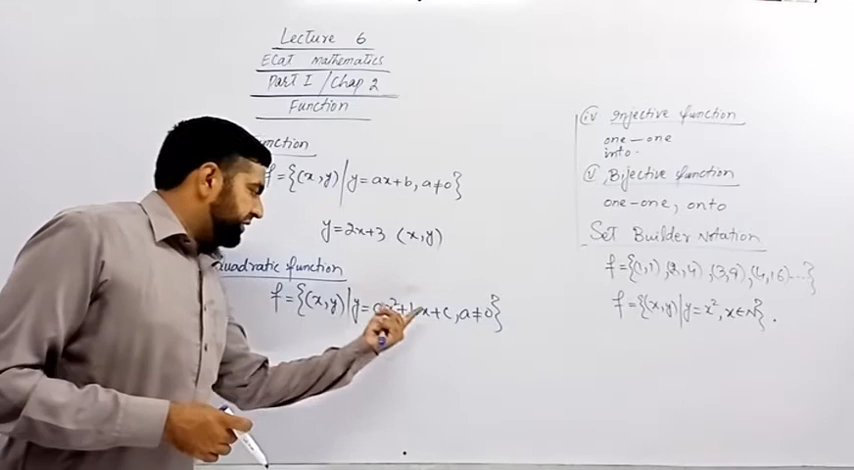 Lecture 6
ECat Mathematics
Part I / Chap 2
Function
f={(x,y)|y=ax+b, a≠0}
y=2x+3 (x,y)
Quadratic function
f={(x,y)|y=ax²+bx+c, a≠0}
iv Injective function
one—one
into.
v Bijective function
one-one, onto
Set Builder Notation
f={(1,1),(2,4),(3,9),(4,16)...}
f={(x,y)|y=x², x∈N}.